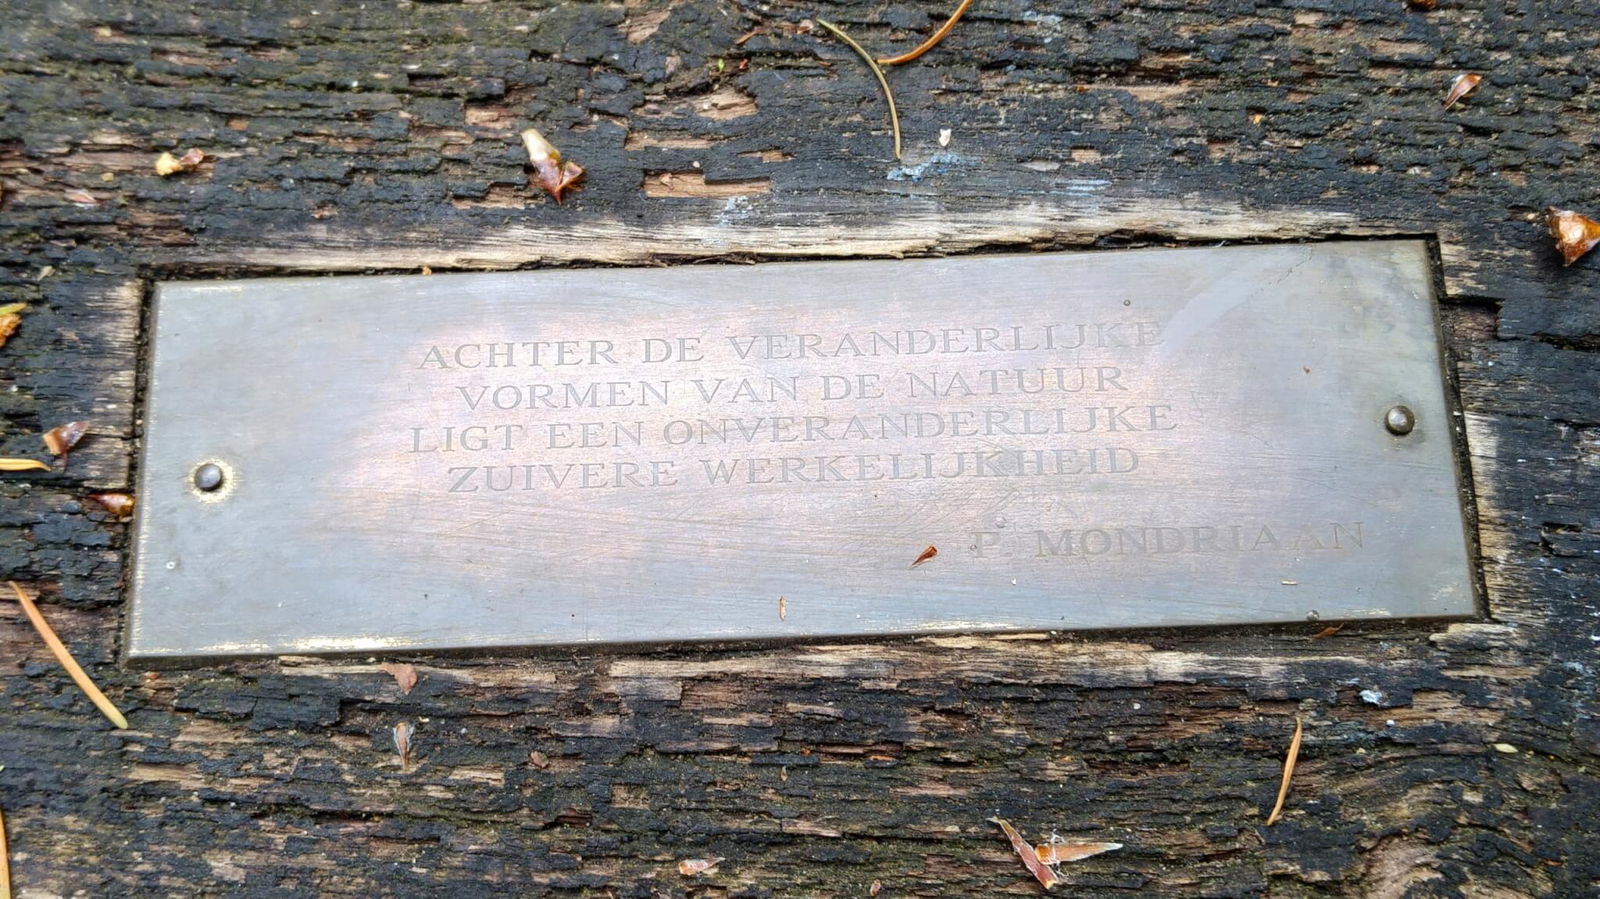 ACHTER DE VERANDERLIJKE
VORMEN VAN DE NATUUR
LIGT EEN ONVERANDERLIJKE
ZUIVERE WERKELIJKHEID
P. MONDRIAAN